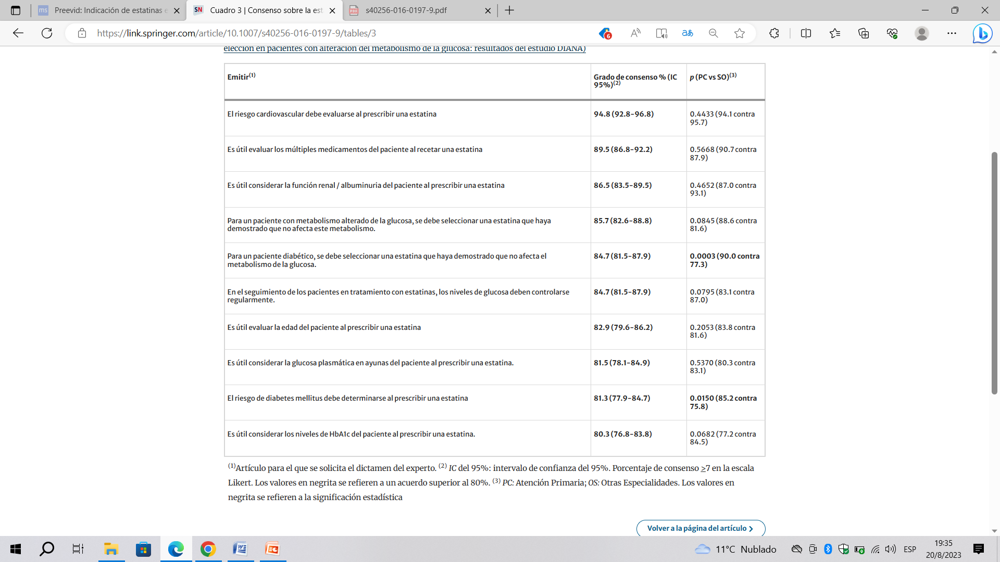 Preevid: Indicación de estatinas e
SN Cuadro 3 | Consenso sobre la est
PDF s40256-016-0197-9.pdf
https://link.springer.com/article/10.1007/s40256-016-0197-9/tables/3
6
aあ
elección en pacientes con alteración del metabolismo de la glucosa: resultados del estudio DIANA)
Emitir(1)
Grado de consenso % (IC
95%)(2)
p (PC vs SO)(3)
El riesgo cardiovascular debe evaluarse al prescribir una estatina
94.8 (92.8-96.8)
0.4433 (94.1 contra
95.7)
Es útil evaluar los múltiples medicamentos del paciente al recetar una estatina
89.5 (86.8-92.2)
0.5668 (90.7 contra
87.9)
Es útil considerar la función renal / albuminuria del paciente al prescribir una estatina
86.5 (83.5-89.5)
0.4652 (87.0 contra
93.1)
Para un paciente con metabolismo alterado de la glucosa, se debe seleccionar una estatina que haya
demostrado que no afecta este metabolismo.
85.7 (82.6-88.8)
0.0845 (88.6 contra
81.6)
Para un paciente diabético, se debe seleccionar una estatina que haya demostrado que no afecta el
metabolismo de la glucosa.
84.7 (81.5-87.9)
0.0003 (90.0 contra
77.3)
En el seguimiento de los pacientes en tratamiento con estatinas, los niveles de glucosa deben controlarse
regularmente.
84.7 (81.5-87.9)
0.0795 (83.1 contra
87.0)
Es útil evaluar la edad del paciente al prescribir una estatina
82.9 (79.6-86.2)
0.2053 (83.8 contra
81.6)
Es útil considerar la glucosa plasmática en ayunas del paciente al prescribir una estatina.
81.5 (78.1-84.9)
0.5370 (80.3 contra
83.1)
El riesgo de diabetes mellitus debe determinarse al prescribir una estatina
81.3 (77.9-84.7)
0.0150 (85.2 contra
75.8)
Es útil considerar los niveles de HbA1c del paciente al prescribir una estatina.
80.3 (76.8-83.8)
0.0682 (77.2 contra
84.5)
(1)Artículo para el que se solicita el dictamen del experto. (2) IC del 95%: intervalo de confianza del 95%. Porcentaje de consenso ≥7 en la escala
Likert. Los valores en negrita se refieren a un acuerdo superior al 80%. (3) PC: Atención Primaria; OS: Otras Especialidades. Los valores en
negrita se refieren a la significación estadística
Volver a la página del artículo
11°C Nublado
ESP
19:35
20/8/2023